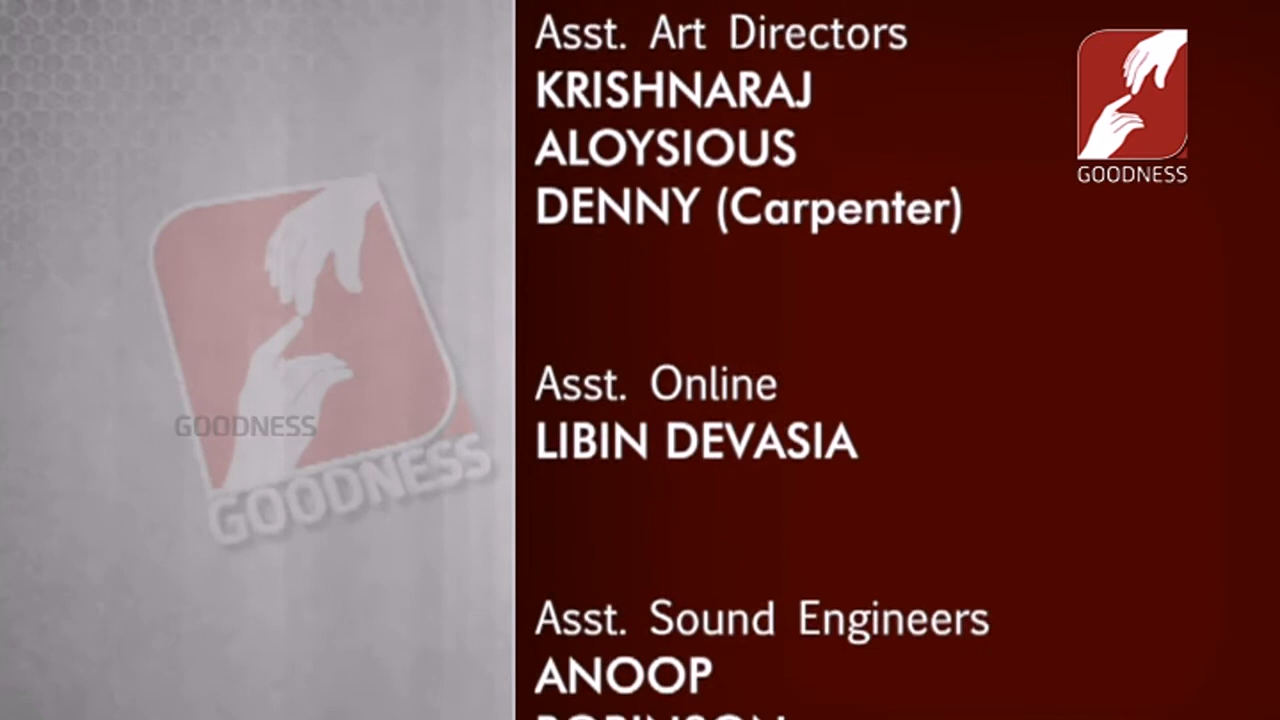 Asst. Art Directors
KRISHNARAJ
ALOYSIOUS
DENNY (Carpenter)
GOODNESS
GOODNESS
GOODNESS
Asst. Online
LIBIN DEVASIA
Asst. Sound Engineers
ANOOP